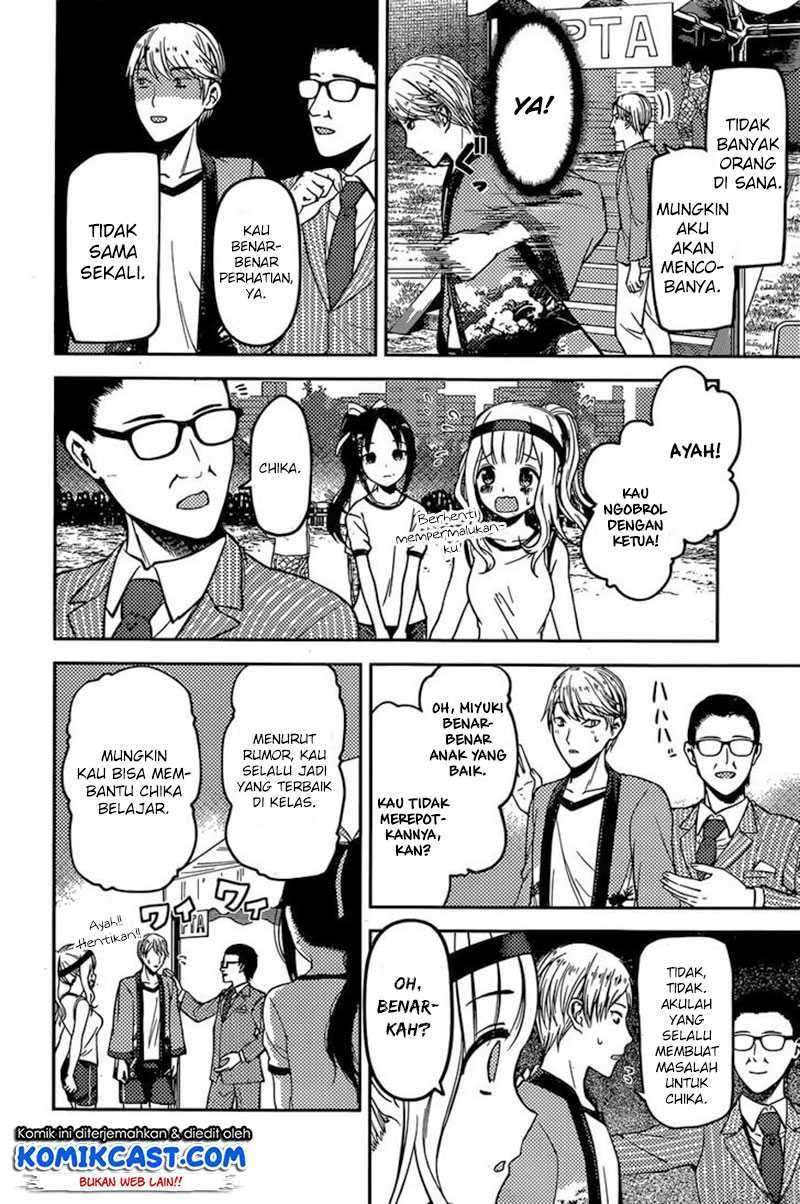 PTA
YA!
TIDAK
BANYAK
ORANG
DI SANA.
MUNGKIN
AKU
AKAN
MENCO-
BANYA.
KAU
BENAR-
BENAR
PERHATIAN,
YA.
TIDAK
SAMA
SEKALI.
AYAH!
KAU
NGOBROL
DENGAN
KETUA!
Berhenti
mempermalukan-
ku!
CHIKA.
OH, MIYUKI
BENAR-
BENAR
ANAK YANG
BAIK.
KAU TIDAK
MEREPOT-
KANNYA,
KAN?
TIDAK,
TIDAK.
AKULAH
YANG
SELALU
MEMBUAT
MASALAH
UNTUK
CHIKA.
OH,
BENAR-
KAH?
MENURUT
RUMOR, KAU
SELALU JADI
YANG TERBAIK
DI KELAS.
MUNGKIN
KAU BISA MEM-
BANTU CHIKA
BELAJAR.
ワイ ワイ
PTA
Ayah!!
Hentikan!!
Komik ini diterjemahkan & diedit oleh
KOMIKCAST.COM
BUKAN WEB LAIN!!